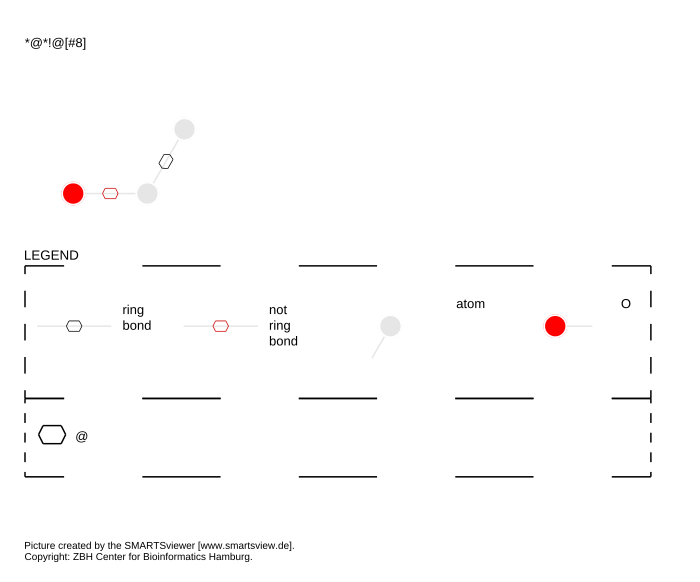 *@*!@[#8]
LEGEND
ring
bond
not
ring
bond
atom
O
@
Picture created by the SMARTSviewer [www.smartsview.de].
Copyright: ZBH Center for Bioinformatics Hamburg.